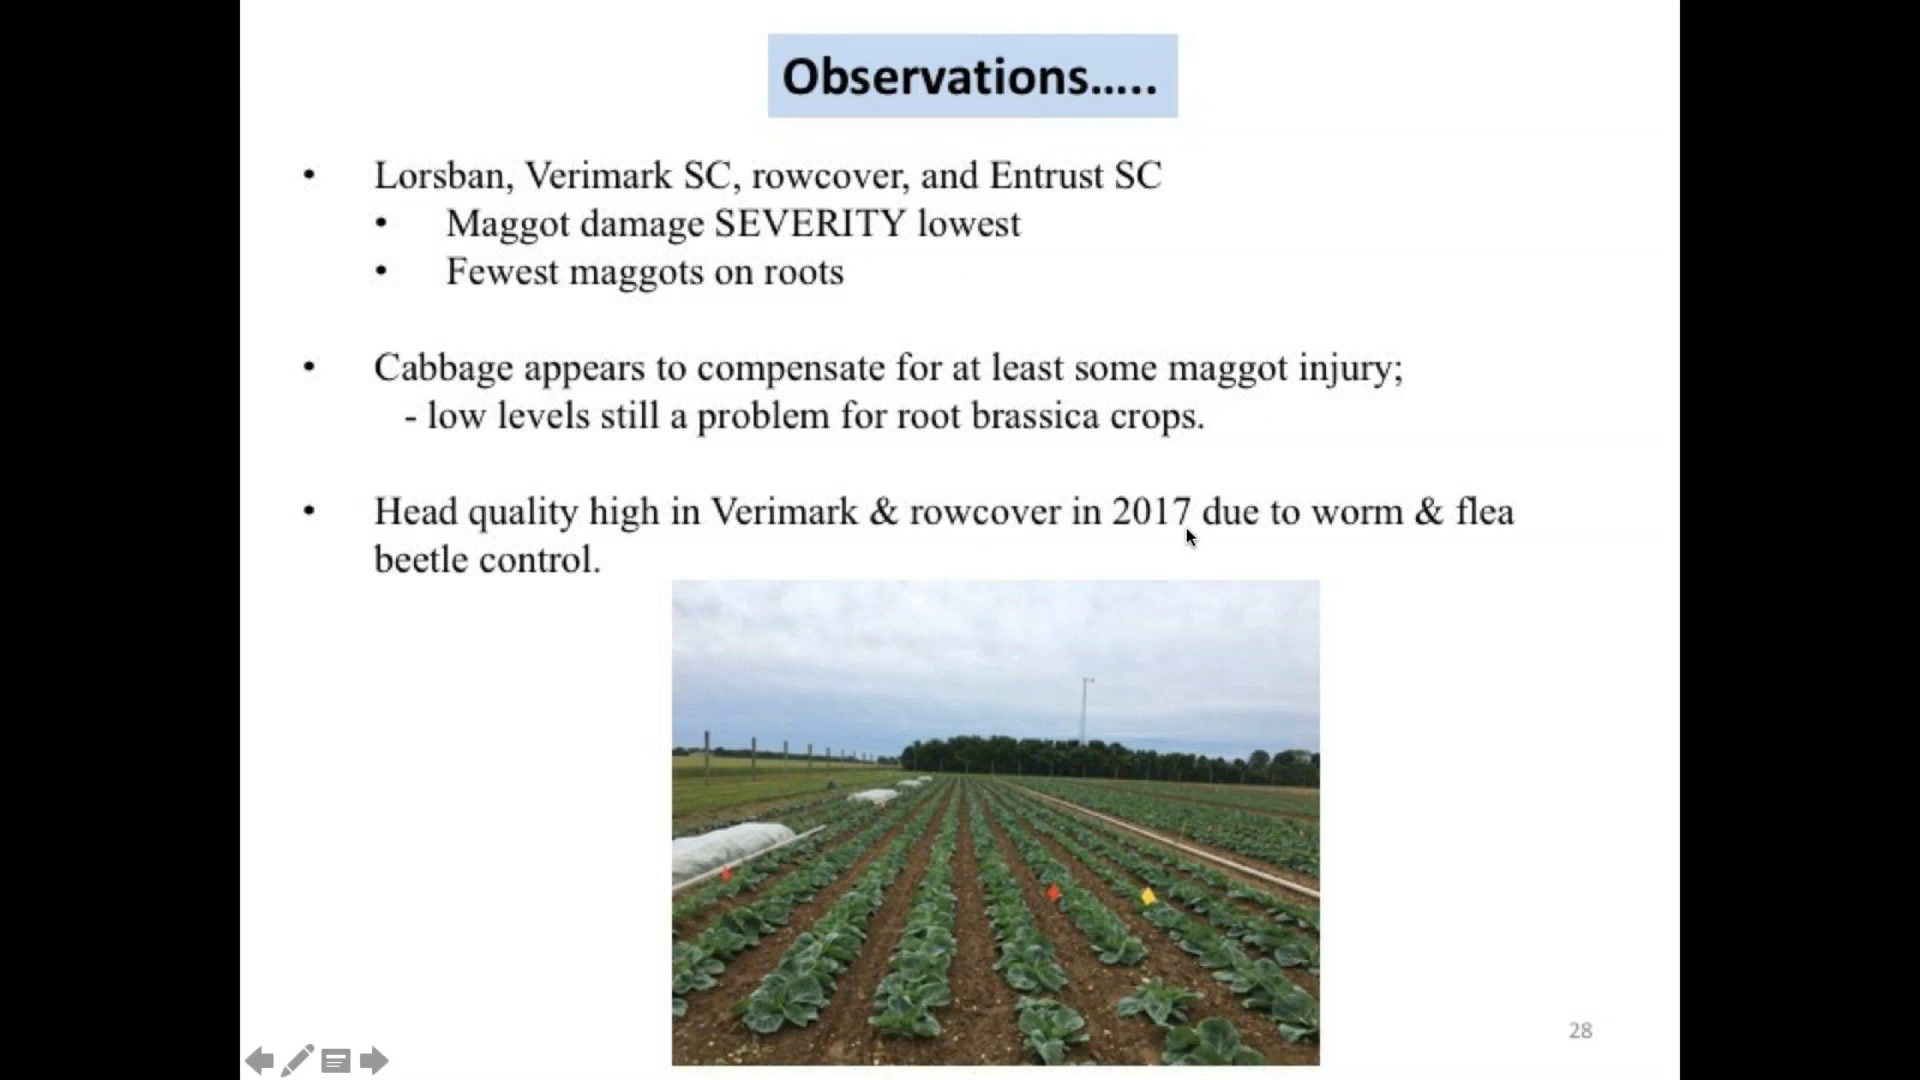 Observations.....
• Lorsban, Verimark SC, rowcover, and Entrust SC
• Maggot damage SEVERITY lowest
• Fewest maggots on roots
• Cabbage appears to compensate for at least some maggot injury;
- low levels still a problem for root brassica crops.
• Head quality high in Verimark & rowcover in 2017 due to worm & flea
beetle control.
28